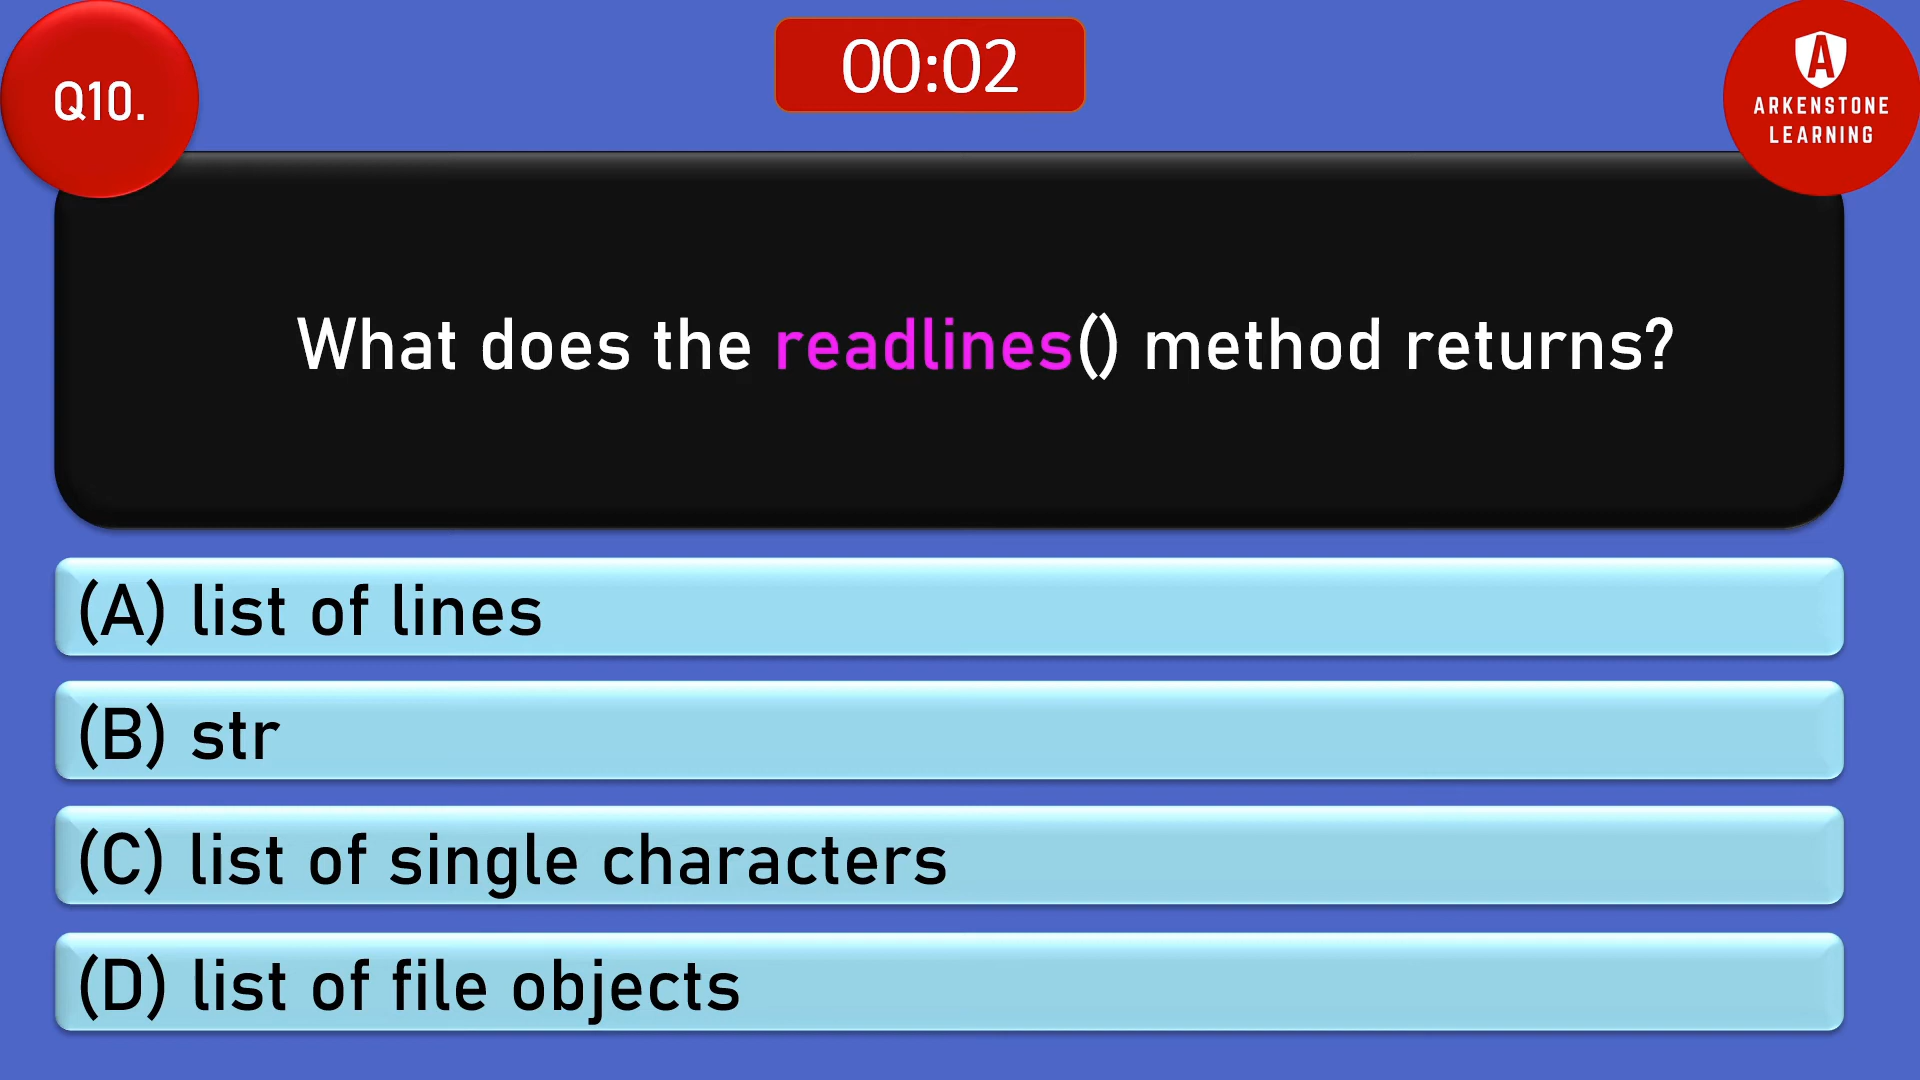 Q10.
00:02
A
ARKENSTONE
LEARNING
What does the readlines() method returns?
(A) list of lines
(B) str
(C) list of single characters
(D) list of file objects